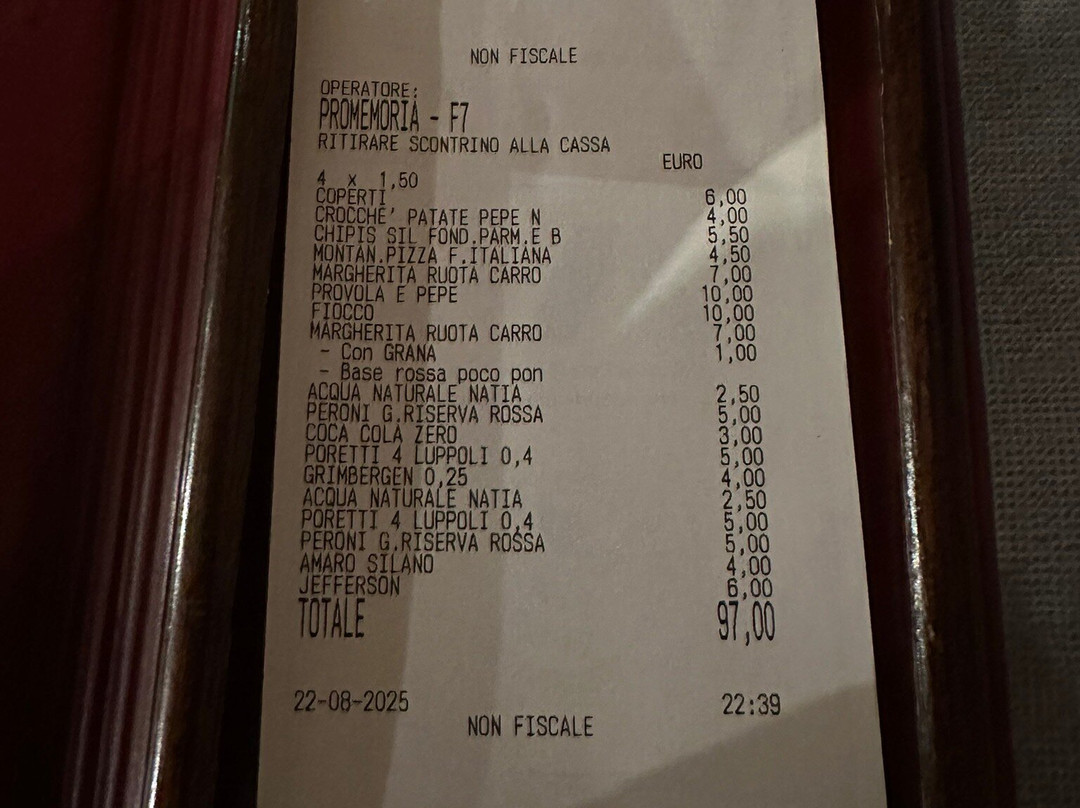 NON FISCALE
OPERATORE:
PROMEMORIA - F7
RITIRARE SCONTRINO ALLA CASSA
EURO
4 x 1,50
COPERTI 6,00
CROCCHE' PATATE PEPE N 4,00
CHIPIS SIL FOND.PARM.E B 5,50
MONTAN.PIZZA F.ITALIANA 4,50
MARGHERITA RUOTA CARRO 7,00
PROVOLA E PEPE 10,00
FIOCCO 10,00
MARGHERITA RUOTA CARRO 7,00
- Con GRANA 1,00
- Base rossa poco pon
ACQUA NATURALE NATIA 2,50
PERONI G.RISERVA ROSSA 5,00
COCA COLA ZERO 3,00
PORETTI 4 LUPPOLI 0,4 5,00
GRIMBERGEN 0,25 4,00
ACQUA NATURALE NATIA 2,50
PORETTI 4 LUPPOLI 0,4 5,00
PERONI G.RISERVA ROSSA 5,00
AMARO SILANO 4,00
JEFFERSON 6,00
TOTALE 97,00
22-08-2025 22:39
NON FISCALE